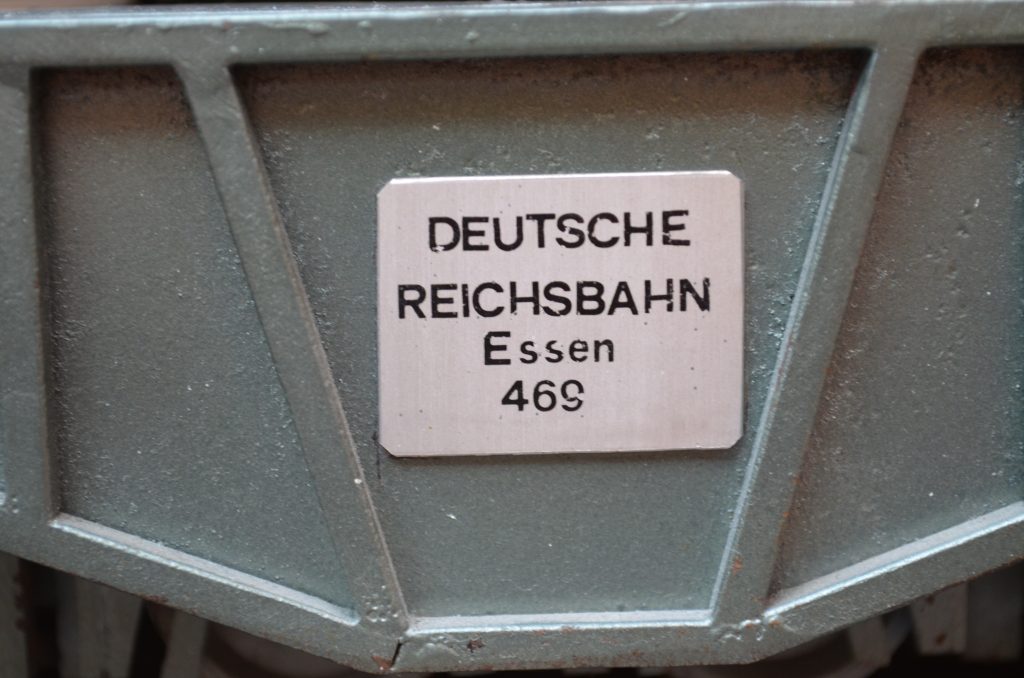 DEUTSCHE
REICHSBAHN
Essen
469